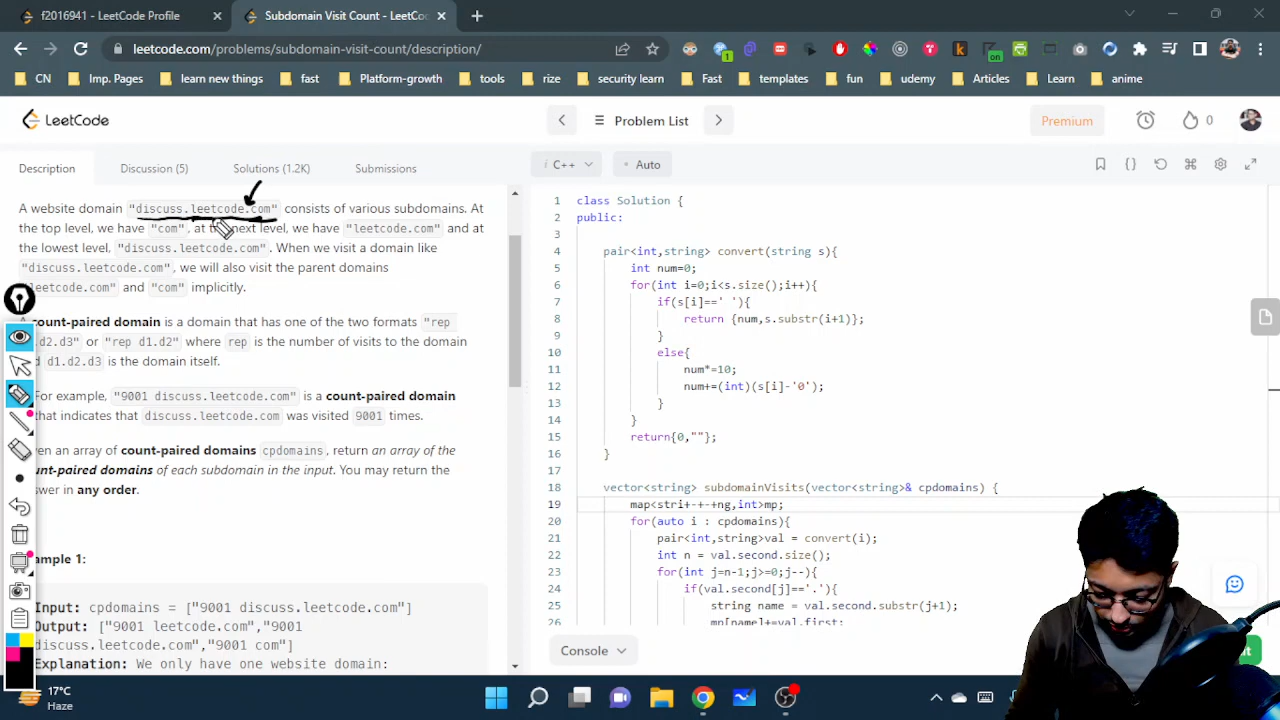 f2016941 - LeetCode Profile
Subdomain Visit Count - LeetCo
leetcode.com/problems/subdomain-visit-count/description/
CN
Imp. Pages
learn new things
fast
Platform-growth
tools
rize
security learn
Fast
templates
fun
udemy
Articles
Learn
anime
LeetCode
Problem List
Premium
0
Description
Discussion (5)
Solutions (1.2K)
Submissions
C++
Auto
A website domain "discuss.leetcode.com" consists of various subdomains. At
the top level, we have "com", at the next level, we have "leetcode.com" and at
the lowest level, "discuss.leetcode.com". When we visit a domain like
"discuss.leetcode.com", we will also visit the parent domains
leetcode.com" and "com" implicitly.
count-paired domain is a domain that has one of the two formats "rep
.d2.d3" or "rep d1.d2" where rep is the number of visits to the domain
d1.d2.d3 is the domain itself.
For example, "9001 discuss.leetcode.com" is a count-paired domain
that indicates that discuss.leetcode.com was visited 9001 times.
en an array of count-paired domains cpdomains, return an array of the
unt-paired domains of each subdomain in the input. You may return the
swer in any order.
ample 1:
Input: cpdomains = ["9001 discuss.leetcode.com"]
Output: ["9001 leetcode.com","9001
discuss.leetcode.com","9001 com"]
Explanation: We only have one website domain:
1 class Solution {
2 public:
3
4 pair<int,string> convert(string s){
5 int num=0;
6 for(int i=0;i<s.size();i++){
7 if(s[i]==' '){
8 return {num,s.substr(i+1)};
9 }
10 else{
11 num*=10;
12 num+=(int)(s[i]-'0');
13 }
14 }
15 return{0,""};
16 }
17
18 vector<string> subdomainVisits(vector<string>& cpdomains) {
19 map<stri+-+-+ng,int>mp;
20 for(auto i : cpdomains){
21 pair<int,string>val = convert(i);
22 int n = val.second.size();
23 for(int j=n-1;j>=0;j--){
24 if(val.second[j]=='.'){
25 string name = val.second.substr(j+1);
26 mp[name]+=val.first;
Console
17°C
Haze